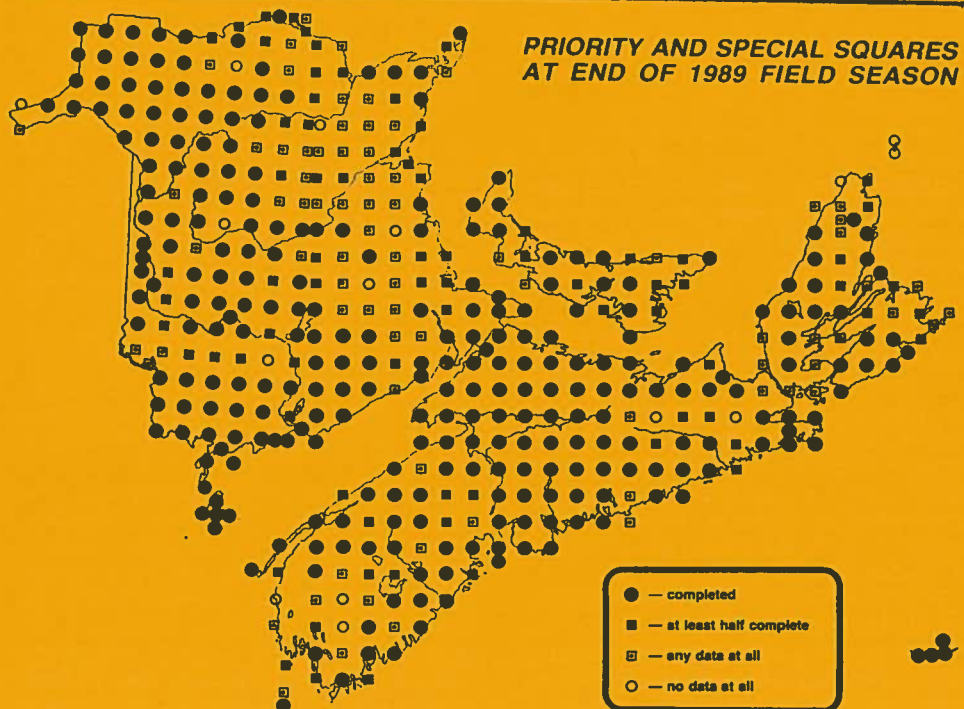 PRIORITY AND SPECIAL SQUARES
AT END OF 1989 FIELD SEASON
— completed
— at least half complete
— any data at all
— no data at all